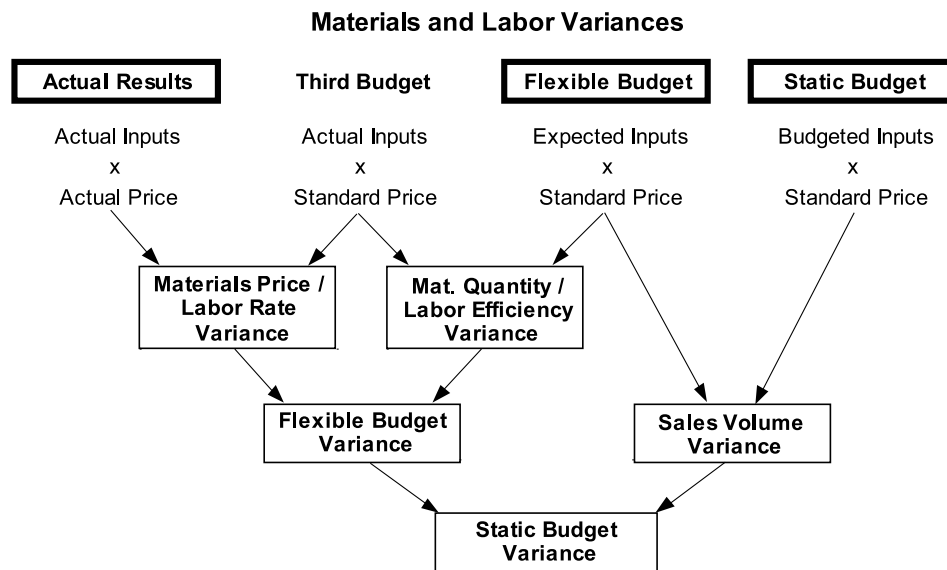 Materials and Labor Variances
Actual Results Third Budget Flexible Budget Static Budget
Actual Inputs Actual Inputs Expected Inputs Budgeted Inputs
x x x x
Actual Price Standard Price Standard Price Standard Price
Materials Price / Mat. Quantity /
Labor Rate Labor Efficiency
Variance Variance
Flexible Budget Sales Volume
Variance Variance
Static Budget
Variance